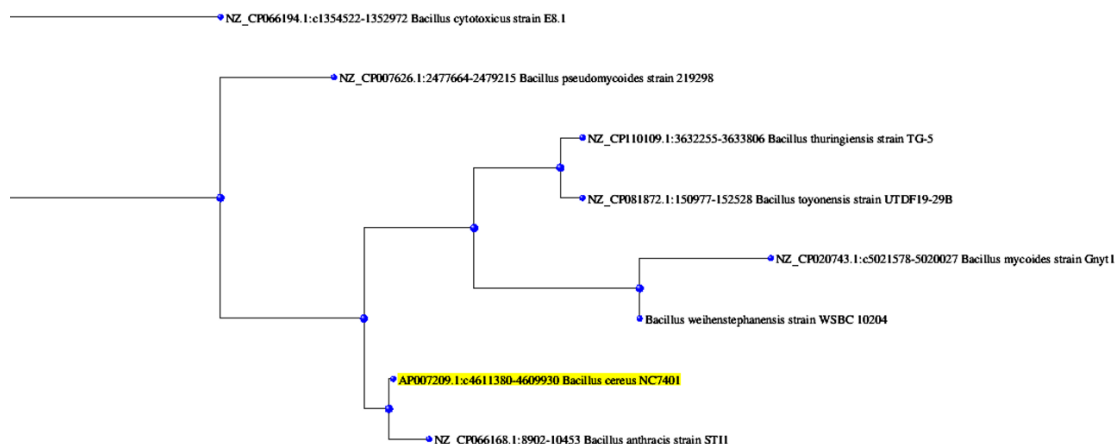 NZ_CP066194.1:c1354522-1352972 Bacillus cytotoxicus strain E8.1
NZ_CP007626.1:2477664-2479215 Bacillus pseudomycoides strain 219298
NZ_CP110109.1:3632255-3633806 Bacillus thuringiensis strain TG-5
NZ_CP081872.1:150977-152528 Bacillus toyonensis strain UTDF19-29B
NZ_CP020743.1:c5021578-5020027 Bacillus mycoides strain Gnyt1
Bacillus weihenstephanensis strain WSBC 10204
AP007209.1:c4611380-4609930 Bacillus cereus NC7401
NZ_CP066168.1:8902-10453 Bacillus anthracis strain STI1